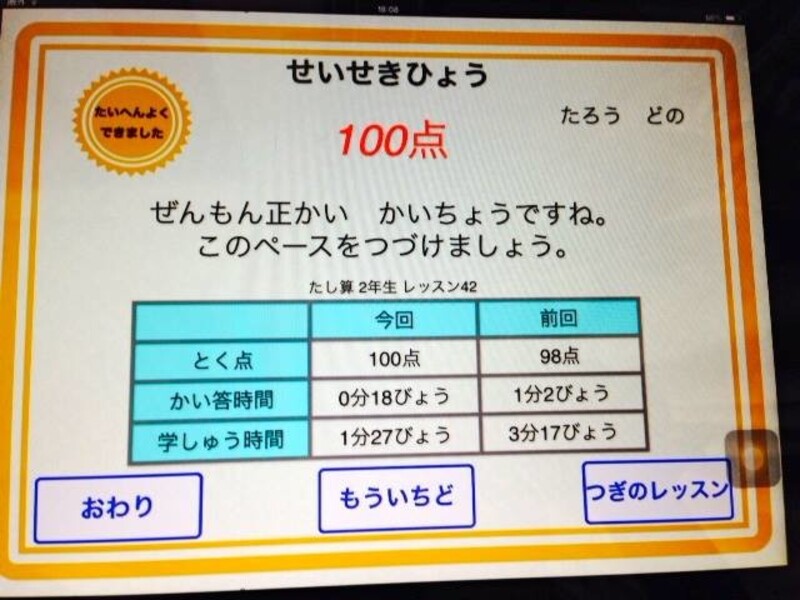 18:08
せいせきひょう
たいへんよく
できました
たろう　どの
100点
ぜんもん正かい　かいちょうですね。
このペースをつづけましょう。
たし算 2年生 レッスン42
今回 前回
とく点 100点 98点
かい答時間 0分18びょう 1分2びょう
学しゅう時間 1分27びょう 3分17びょう
おわり もういちど つぎのレッスン